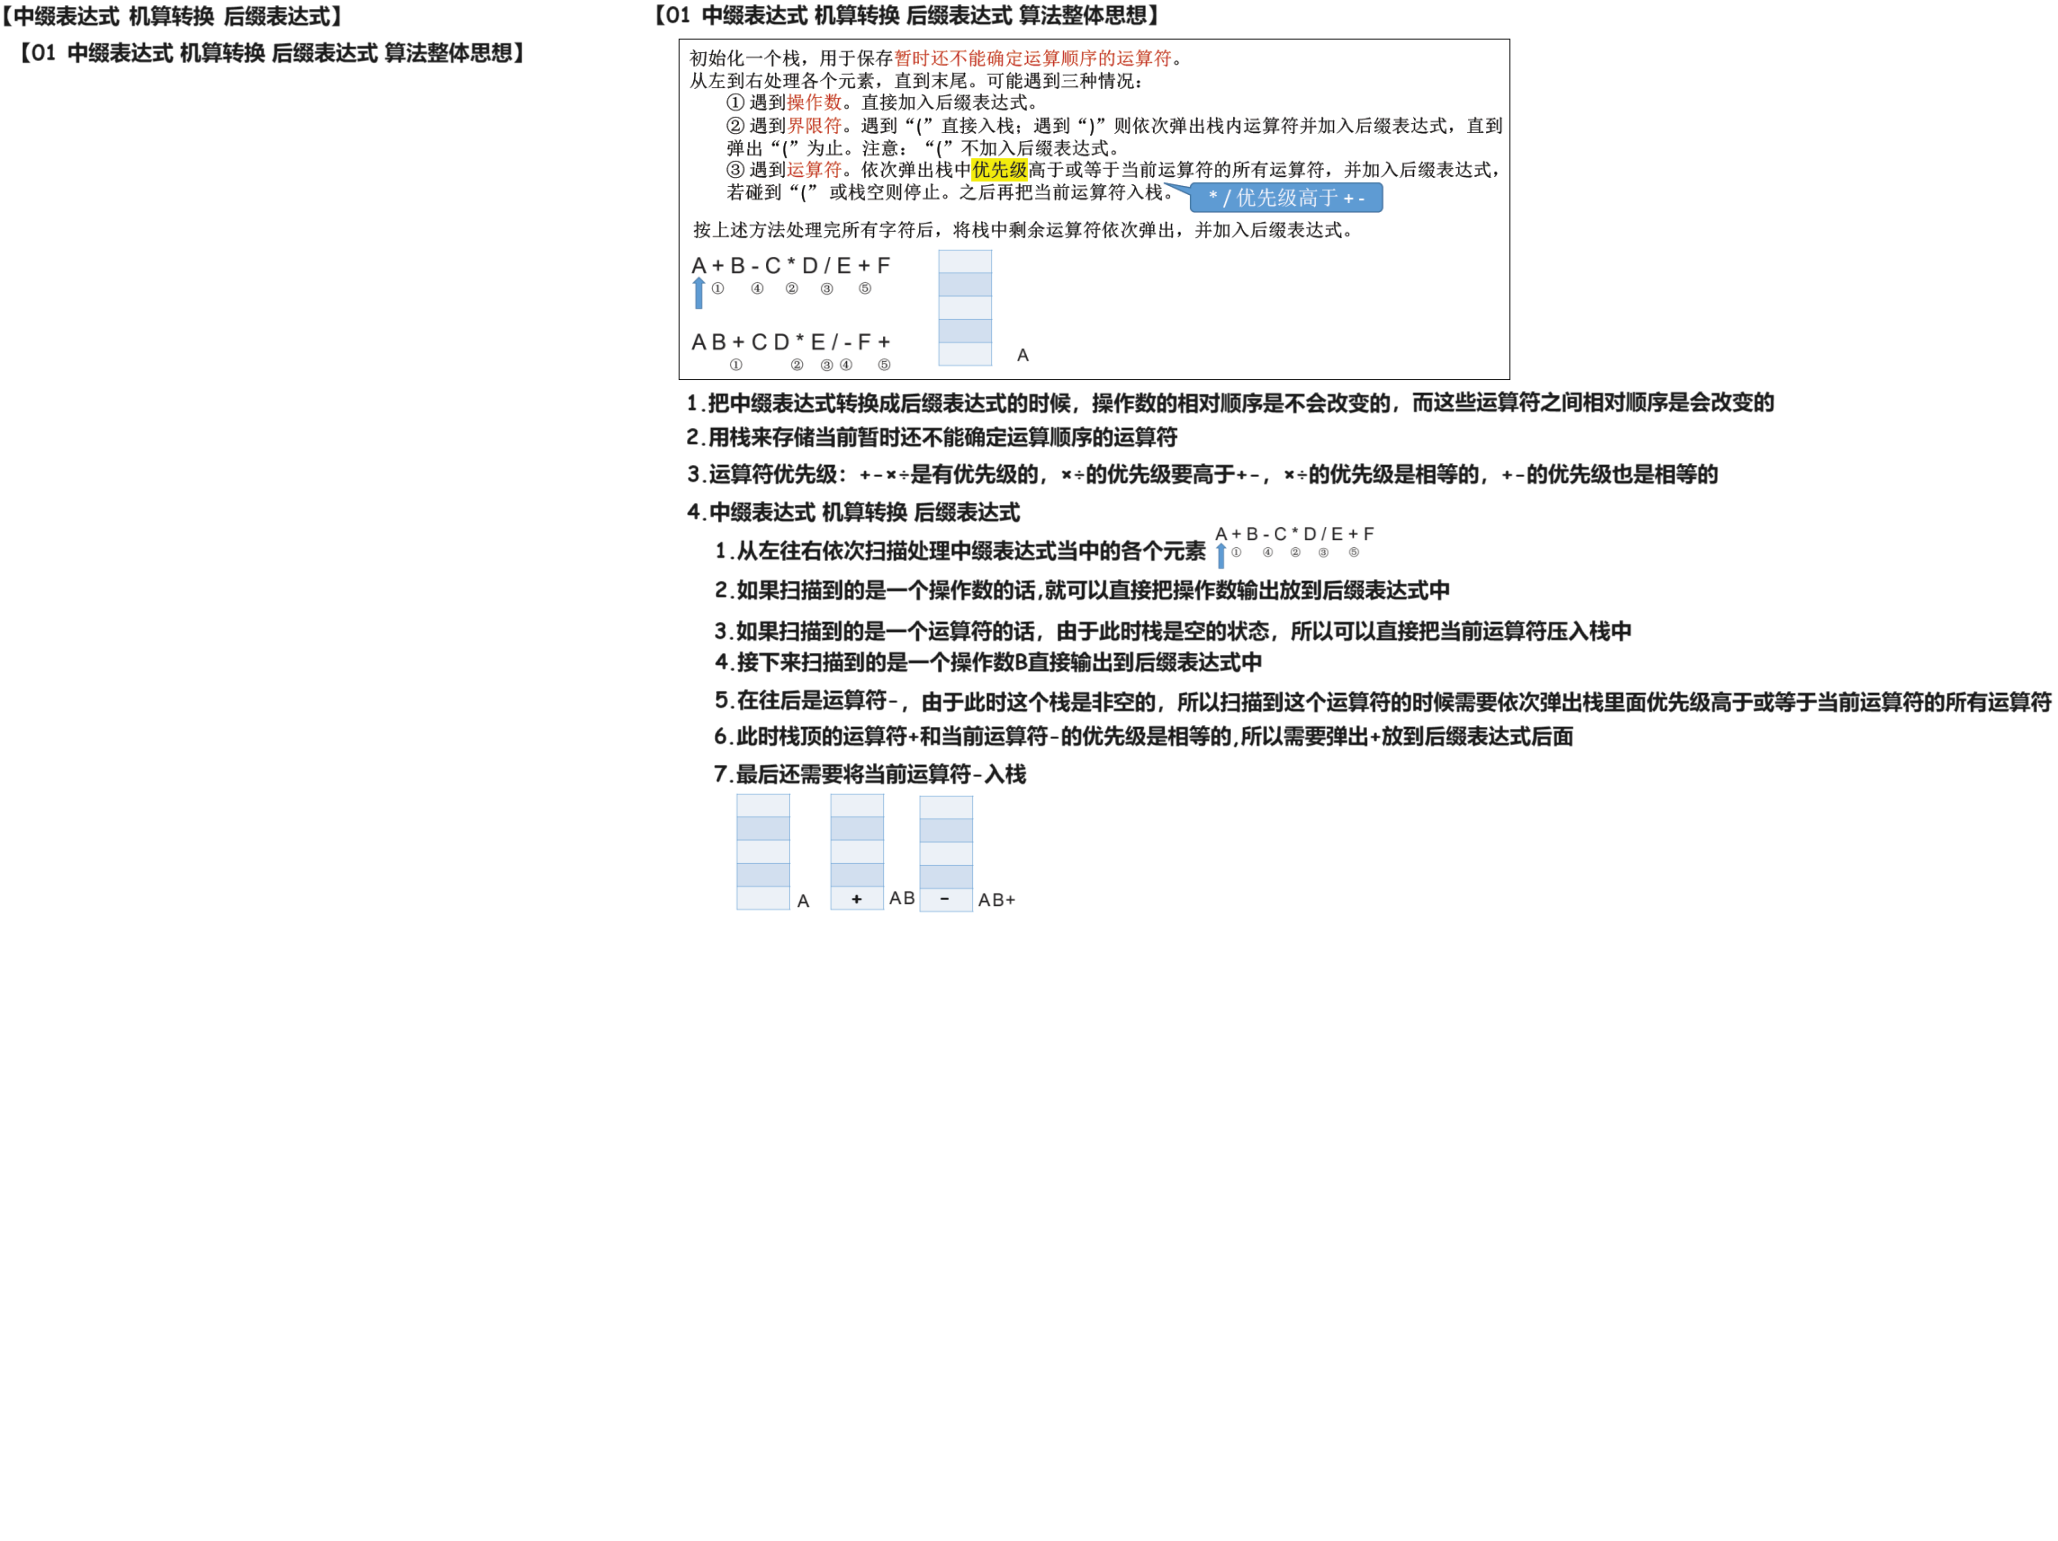 【中缀表达式 机算转换 后缀表达式】
【01 中缀表达式 机算转换 后缀表达式 算法整体思想】
【01 中缀表达式 机算转换 后缀表达式 算法整体思想】
初始化一个栈，用于保存暂时还不能确定运算顺序的运算符。
从左到右处理各个元素，直到末尾。可能遇到三种情况：
① 遇到操作数。直接加入后缀表达式。
② 遇到界限符。遇到“(”直接入栈；遇到“)”则依次弹出栈内运算符并加入后缀表达式，直到
弹出“(”为止。注意：“(”不加入后缀表达式。
③ 遇到运算符。依次弹出栈中优先级高于或等于当前运算符的所有运算符，并加入后缀表达式，
若碰到“(” 或栈空则停止。之后再把当前运算符入栈。
* / 优先级高于 + -
按上述方法处理完所有字符后，将栈中剩余运算符依次弹出，并加入后缀表达式。
A + B - C * D / E + F
① ④ ② ③ ⑤
A B + C D * E / - F +
① ② ③ ④ ⑤
A
1.把中缀表达式转换成后缀表达式的时候，操作数的相对顺序是不会改变的，而这些运算符之间相对顺序是会改变的
2.用栈来存储当前暂时还不能确定运算顺序的运算符
3.运算符优先级：+-×÷是有优先级的，×÷的优先级要高于+-，×÷的优先级是相等的，+-的优先级也是相等的
4.中缀表达式 机算转换 后缀表达式
1.从左往右依次扫描处理中缀表达式当中的各个元素
A + B - C * D / E + F
① ④ ② ③ ⑤
2.如果扫描到的是一个操作数的话,就可以直接把操作数输出放到后缀表达式中
3.如果扫描到的是一个运算符的话，由于此时栈是空的状态，所以可以直接把当前运算符压入栈中
4.接下来扫描到的是一个操作数B直接输出到后缀表达式中
5.在往后是运算符-，由于此时这个栈是非空的，所以扫描到这个运算符的时候需要依次弹出栈里面优先级高于或等于当前运算符的所有运算符
6.此时栈顶的运算符+和当前运算符-的优先级是相等的,所以需要弹出+放到后缀表达式后面
7.最后还需要将当前运算符-入栈
A + AB - AB+